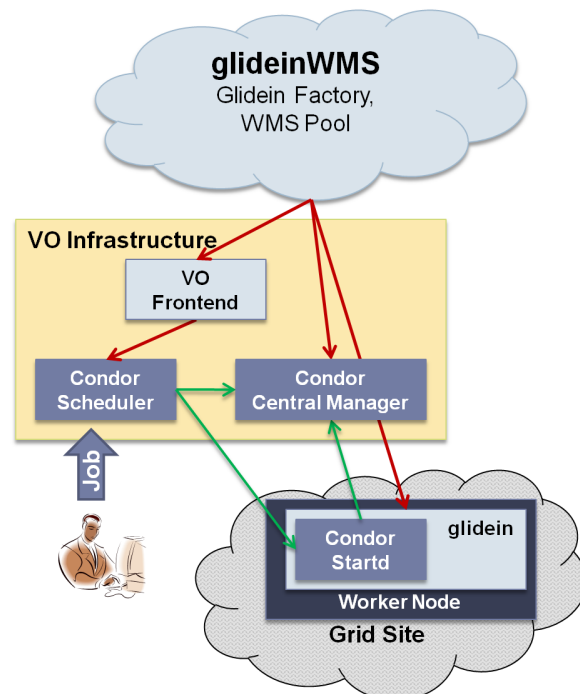 glideinWMS
Glidein Factory,
WMS Pool
VO Infrastructure
VO
Frontend
Condor
Scheduler
Condor
Central Manager
Job
glidein
Condor
Startd
Worker Node
Grid Site